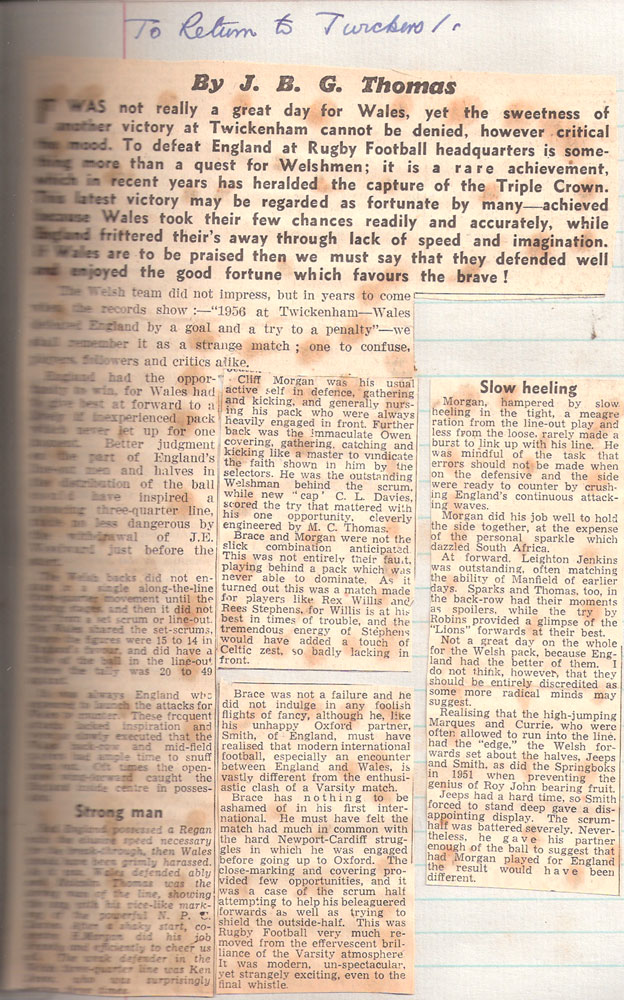 To Return to Twickers!.
By J. B. G. Thomas
WAS not really a great day for Wales, yet the sweetness of
another victory at Twickenham cannot be denied, however critical
mood. To defeat England at Rugby Football headquarters is some-
thing more than a quest for Welshmen; it is a rare achievement,
which in recent years has heralded the capture of the Triple Crown.
This latest victory may be regarded as fortunate by many—achieved
because Wales took their few chances readily and accurately, while
England frittered their's away through lack of speed and imagination.
If Wales are to be praised then we must say that they defended well
and enjoyed the good fortune which favours the brave!
The Welsh team did not impress, but in years to come
the records show:—"1956 at Twickenham—Wales
defeated England by a goal and a try to a penalty"—we
shall remember it as a strange match; one to confuse,
players, followers and critics alike.
England had the oppor-
to win, for Wales had
best at forward to a
inexperienced pack
never let up for one
Better judgment
the part of England's
men and halves in
distribution of the ball
have inspired a
three-quarter line,
no less dangerous by
withdrawal of J.E.
Woodward just before the
The Welsh backs did not en-
a single along-the-line
movement until the
and then it did not
set scrum or line-out.
shared the set-scrums,
figures were 15 to 14 in
favour, and did have a
the ball in the line-out
the tally was 20 to 49
always England who
to launch the attacks for
These frequent
lacked inspiration and
executed that the
and mid-field
had ample time to snuff
times the open-
forward caught the
England inside centre in posses-
Strong man
England possessed a Regan
speed necessary
break-through, then Wales
been grimly harassed.
Wales defended ably
Thomas was the
of the line, showing
his vice-like mark-
powerful N. P. C.
After a shaky start, co-
Morgan did his job
and efficiently to cheer us
The weak defender in the
three-quarter line was Ken
who was surprisingly
times.
Cliff Morgan was his usual
active self in defence, gathering
and kicking, and generally nurs-
ing his pack who were always
heavily engaged in front. Further
back was the immaculate Owen
covering, gathering, catching and
kicking like a master to vindicate
the faith shown in him by the
selectors. He was the outstanding
Welshman behind the scrum,
while new "cap" C. L. Davies,
scored the try that mattered with
his one opportunity, cleverly
engineered by M. C. Thomas.
Brace and Morgan were not the
slick combination anticipated.
This was not entirely their fault,
playing behind a pack which was
never able to dominate. As it
turned out this was a match made
for players like Rex Willis and
Rees Stephens, for Willis is at his
best in times of trouble, and the
tremendous energy of Stephens
would have added a touch of
Celtic zest, so badly lacking in
front.
Brace was not a failure and he
did not indulge in any foolish
flights of fancy, although he, like
his unhappy Oxford partner,
Smith, of England, must have
realised that modern international
football, especially an encounter
between England and Wales, is
vastly different from the enthusi-
astic clash of a Varsity match.
Brace has nothing to be
ashamed of in his first inter-
national. He must have felt the
match had much in common with
the hard Newport-Cardiff strug-
gles in which he was engaged
before going up to Oxford. The
close-marking and covering pro-
vided few opportunities, and it
was a case of the scrum half
attempting to help his beleaguered
forwards as well as trying to
shield the outside-half. This was
Rugby Football very much re-
moved from the effervescent bril-
liance of the Varsity atmosphere
It was modern, un-spectacular,
yet strangely exciting, even to the
final whistle.
Slow heeling
Morgan, hampered by slow
heeling in the tight, a meagre
ration from the line-out play and
less from the loose, rarely made a
burst to link up with his line. He
was mindful of the task that
errors should not be made when
on the defensive and the side
were ready to counter by crush-
ing England's continuous attack-
ing waves.
Morgan did his job well to hold
the side together, at the expense
of the personal sparkle which
dazzled South Africa.
At forward, Leighton Jenkins
was outstanding, often matching
the ability of Manfield of earlier
days. Sparks and Thomas, too, in
the back-row had their moments
as spoilers, while the try by
Robins provided a glimpse of the
"Lions" forwards at their best.
Not a great day on the whole
for the Welsh pack, because Eng-
land had the better of them. I
do not think, however, that they
should be entirely discredited as
some more radical minds may
suggest.
Realising that the high-jumping
Marques and Currie, who were
often allowed to run into the line,
had the "edge," the Welsh for-
wards set about the halves, Jeeps
and Smith, as did the Springboks
in 1951 when preventing the
genius of Roy John bearing fruit.
Jeeps had a hard time, so Smith
forced to stand deep gave a dis-
appointing display. The scrum-
half was battered severely. Never-
theless, he gave his partner
enough of the ball to suggest that
had Morgan played for England
the result would have been
different.